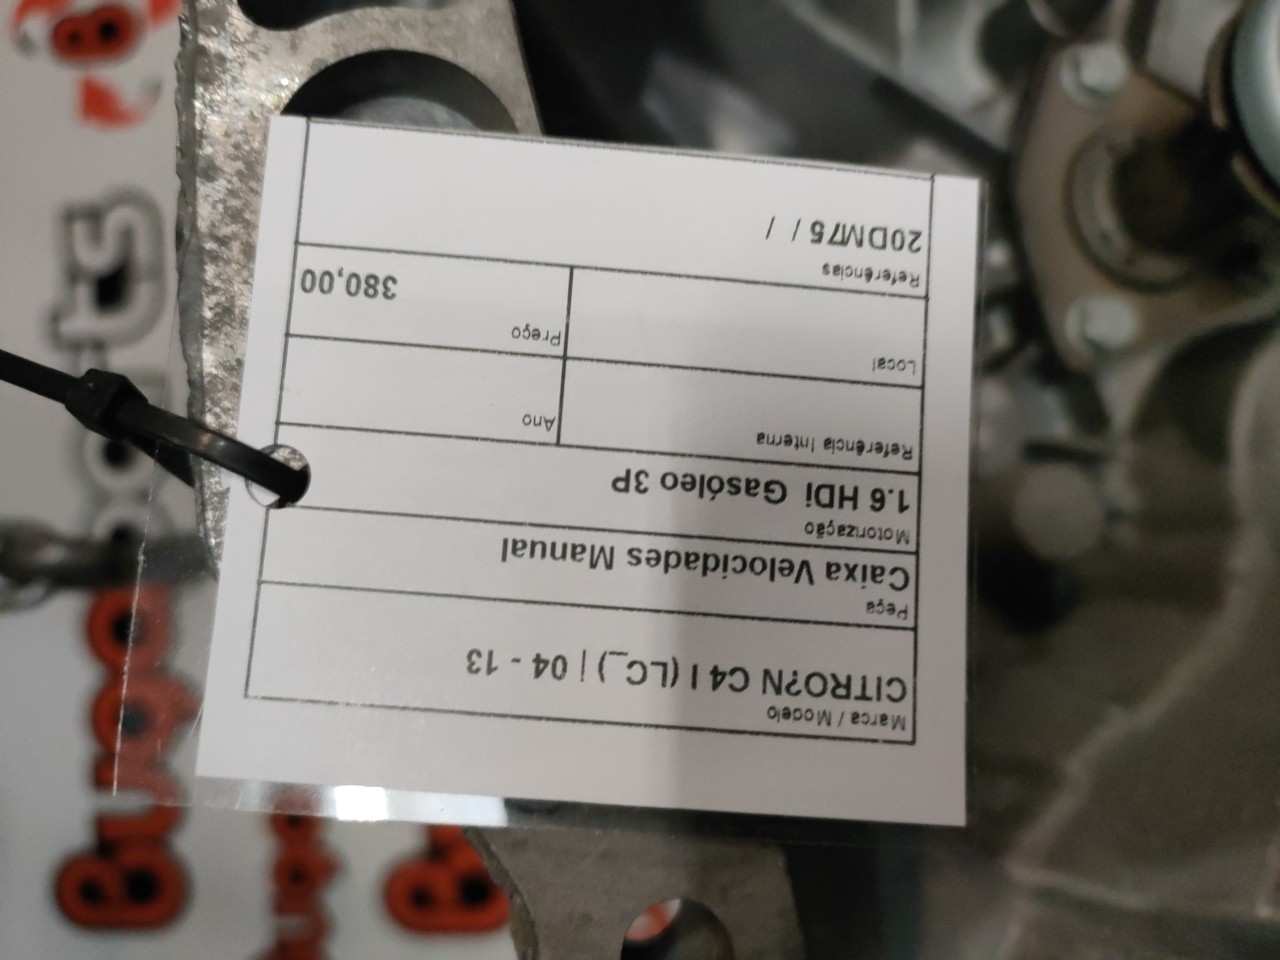 Marca / Modelo
CITRO?N C4 I (LC_) | 04 - 13
Peça
Caixa Velocidades Manual
Motorização
1.6 HDi Gasóleo 3P
Referência Interna
Ano
Local
Preço
380,00
Referências
20DM75 / /